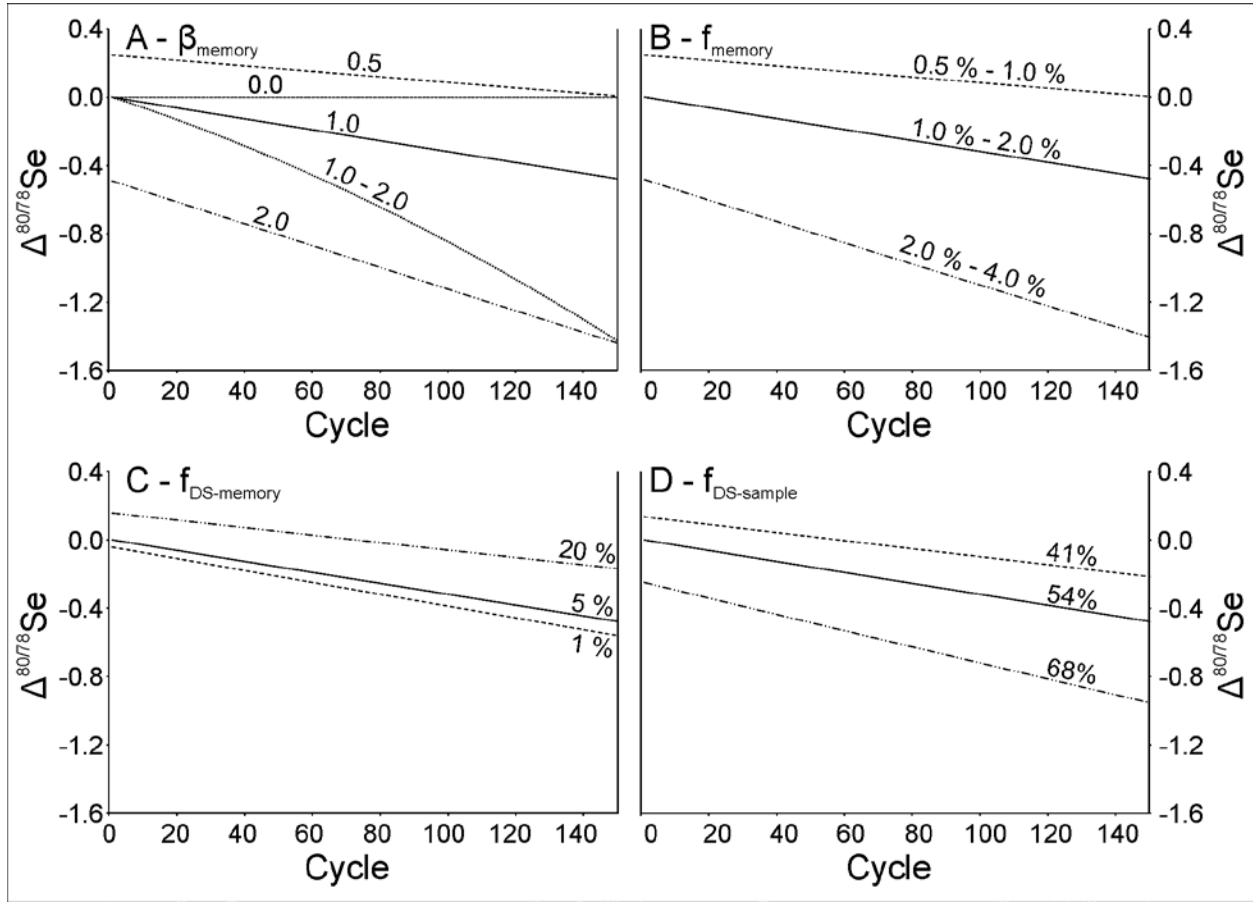 A - βmemory
B - fmemory
0.4
0.0
-0.4
-0.8
-1.2
-1.6
Δ80/78Se
0.5
0.0
1.0
1.0 - 2.0
2.0
0 20 40 60 80 100 120 140
Cycle
0.5 % - 1.0 %
1.0 % - 2.0 %
2.0 % - 4.0 %
0.4
0.0
-0.4
-0.8
-1.2
-1.6
Δ80/78Se
0 20 40 60 80 100 120 140
Cycle
C - fDS-memory
D - fDS-sample
0.4
0.0
-0.4
-0.8
-1.2
-1.6
Δ80/78Se
20 %
5 %
1 %
0 20 40 60 80 100 120 140
Cycle
41%
54%
68%
0.4
0.0
-0.4
-0.8
-1.2
-1.6
Δ80/78Se
0 20 40 60 80 100 120 140
Cycle